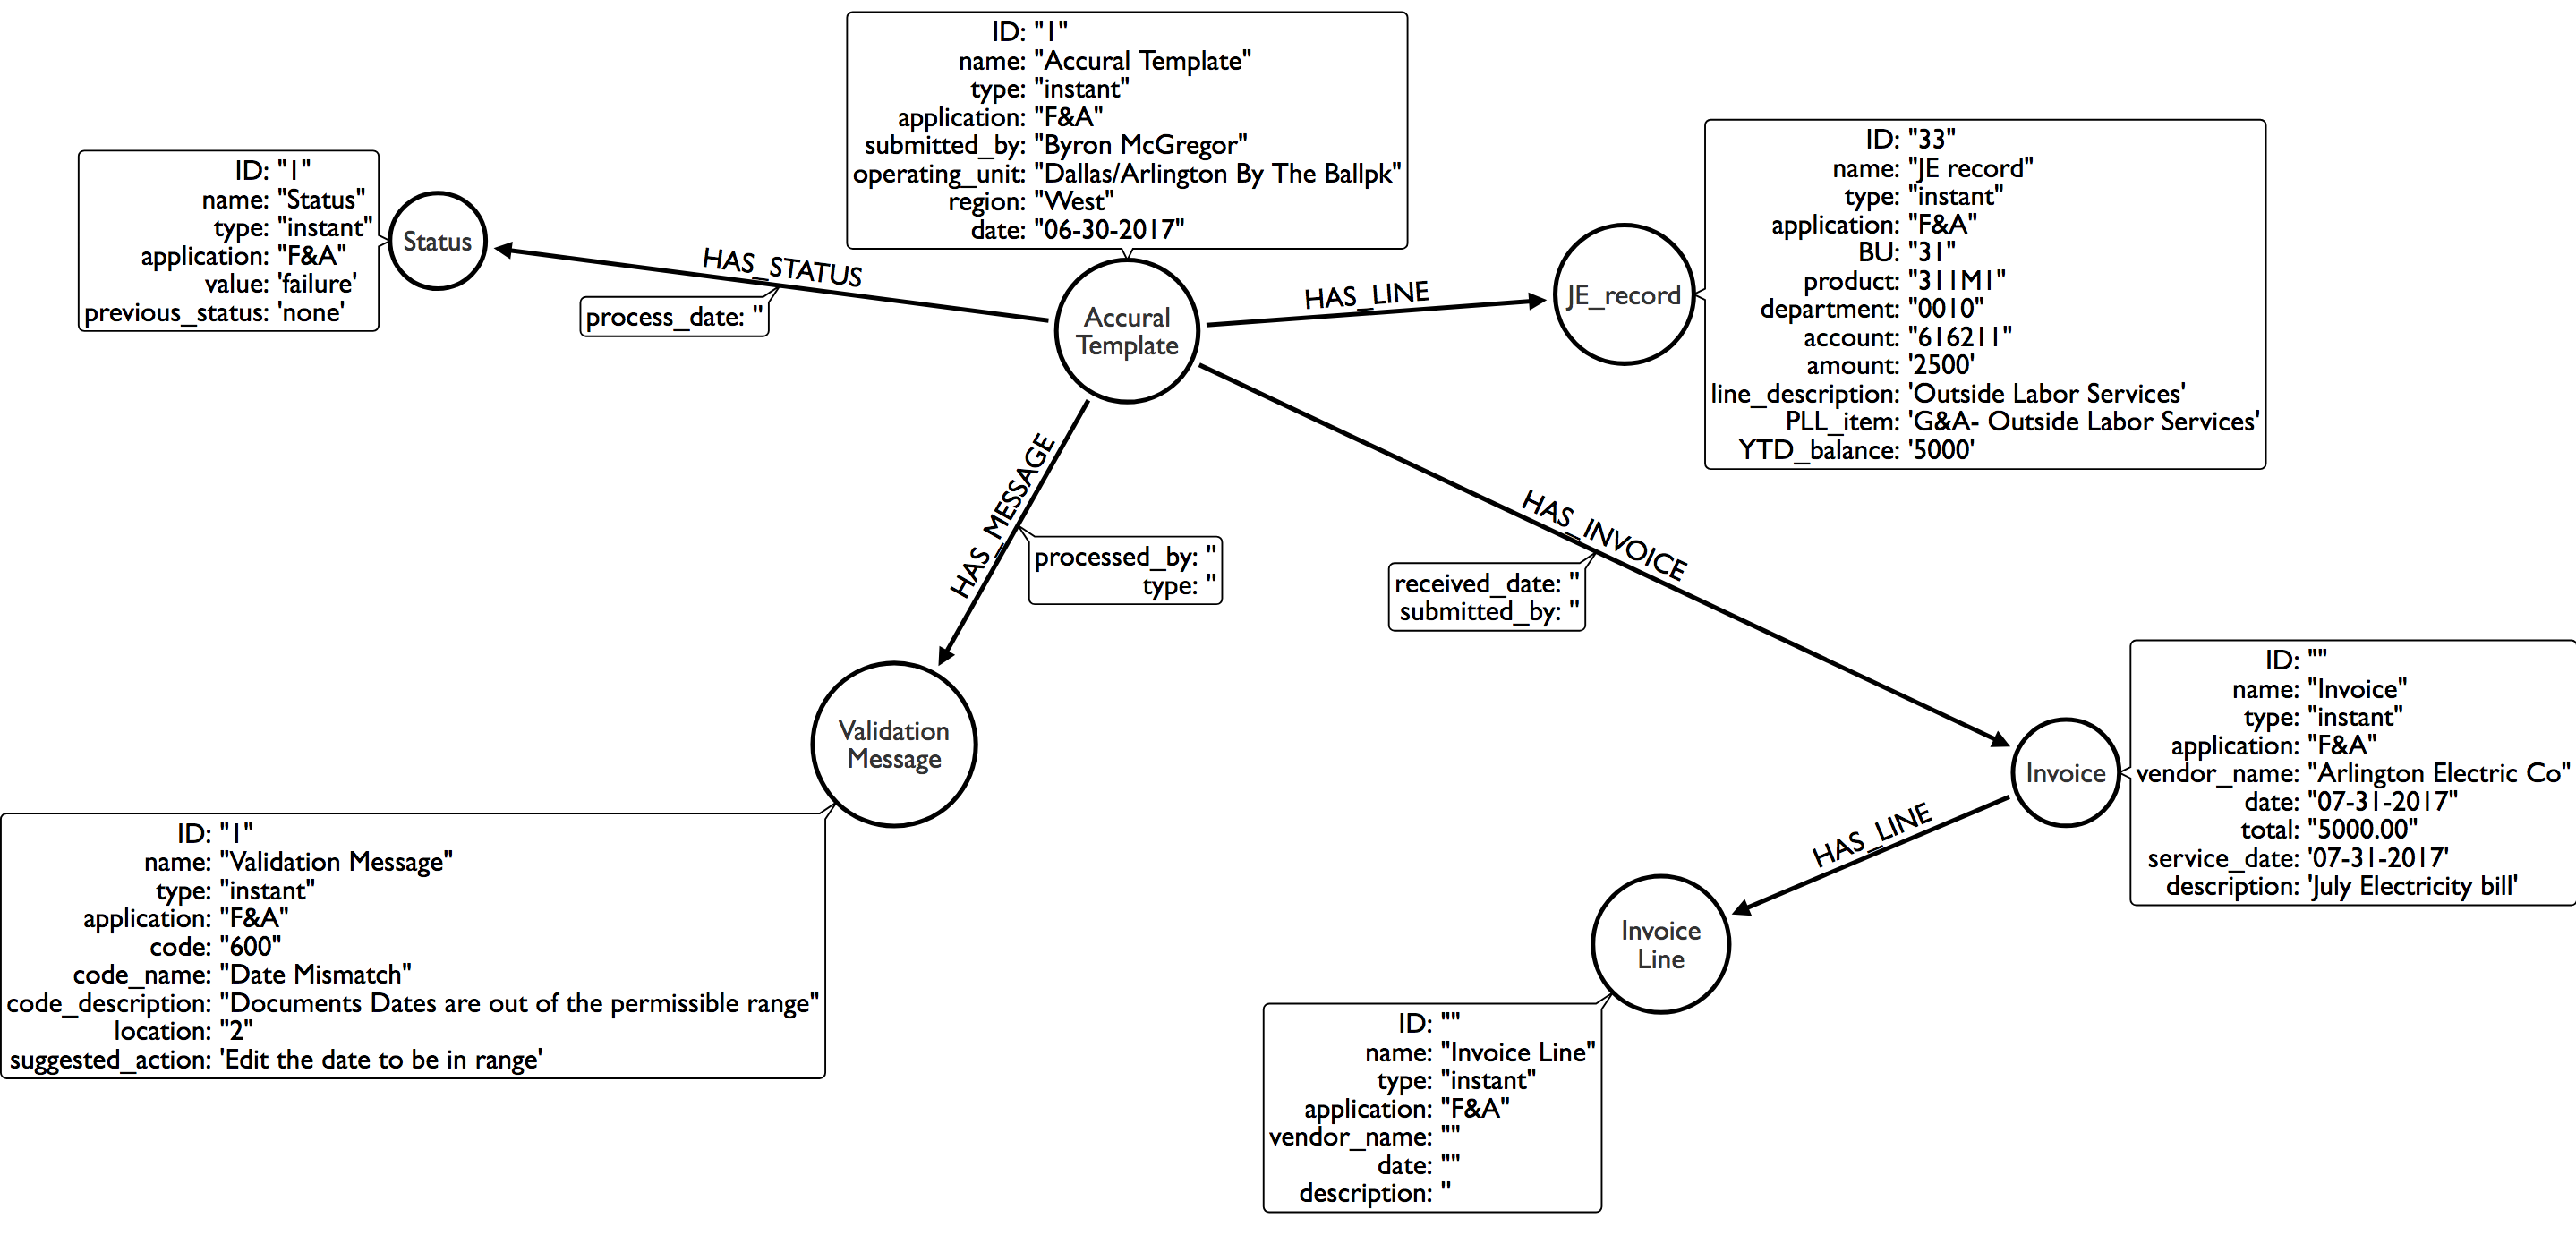 ID: "1"
name: "Accural Template"
type: "instant"
application: "F&A"
submitted_by: "Byron McGregor"
operating_unit: "Dallas/Arlington By The Ballpk"
region: "West"
date: "06-30-2017"
ID: "1"
name: "Status"
type: "instant"
application: "F&A"
value: 'failure'
previous_status: 'none'
Status
HAS_STATUS
process_date: ''
Accural
Template
HAS_LINE
JE_record
ID: "33"
name: "JE record"
type: "instant"
application: "F&A"
BU: "31"
product: "311M1"
department: "0010"
account: "616211"
amount: '2500'
line_description: 'Outside Labor Services'
PLL_item: 'G&A- Outside Labor Services'
YTD_balance: '5000'
HAS_MESSAGE
processed_by: ''
type: ''
HAS_INVOICE
received_date: ''
submitted_by: ''
Validation
Message
ID: "1"
name: "Validation Message"
type: "instant"
application: "F&A"
code: "600"
code_name: "Date Mismatch"
code_description: "Documents Dates are out of the permissible range"
location: "2"
suggested_action: 'Edit the date to be in range'
Invoice
ID: ""
name: "Invoice"
type: "instant"
application: "F&A"
vendor_name: "Arlington Electric Co"
date: "07-31-2017"
total: "5000.00"
service_date: '07-31-2017'
description: 'July Electricity bill'
HAS_LINE
Invoice
Line
ID: ""
name: "Invoice Line"
type: "instant"
application: "F&A"
vendor_name: ""
date: ""
description: ''